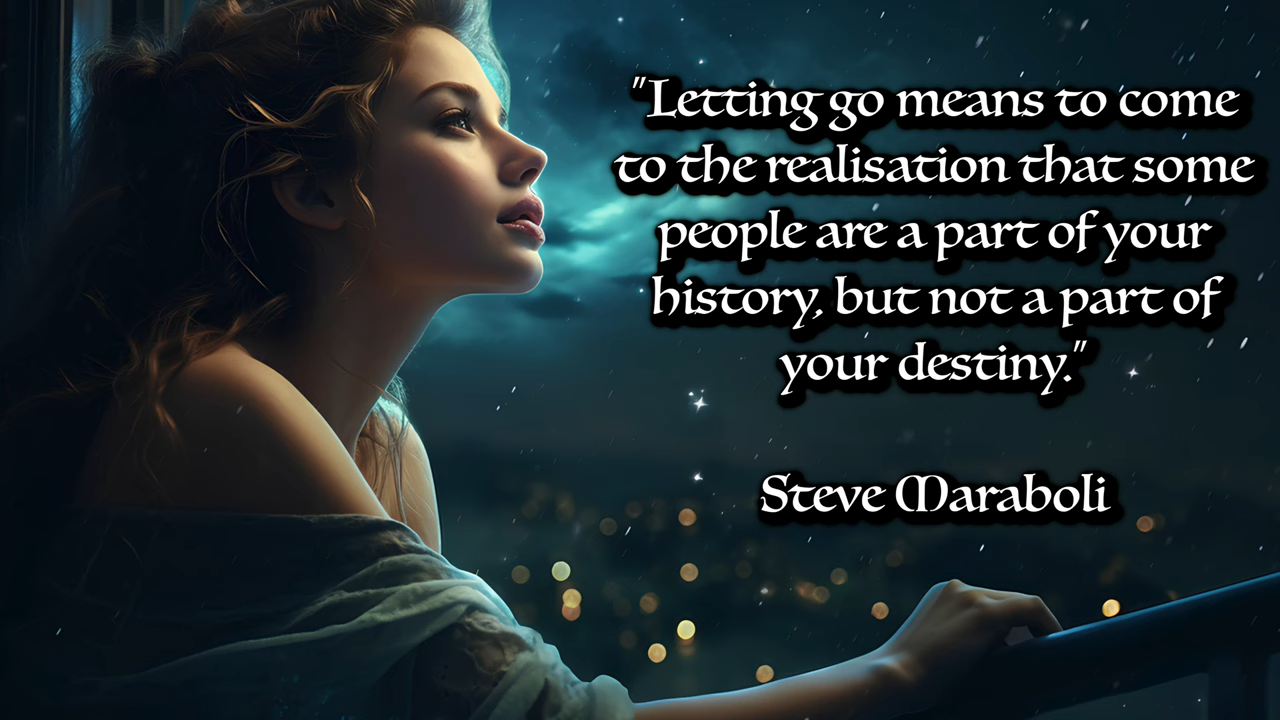 "Letting go means to come
to the realisation that some
people are a part of your
history, but not a part of
your destiny."
Steve Maraboli